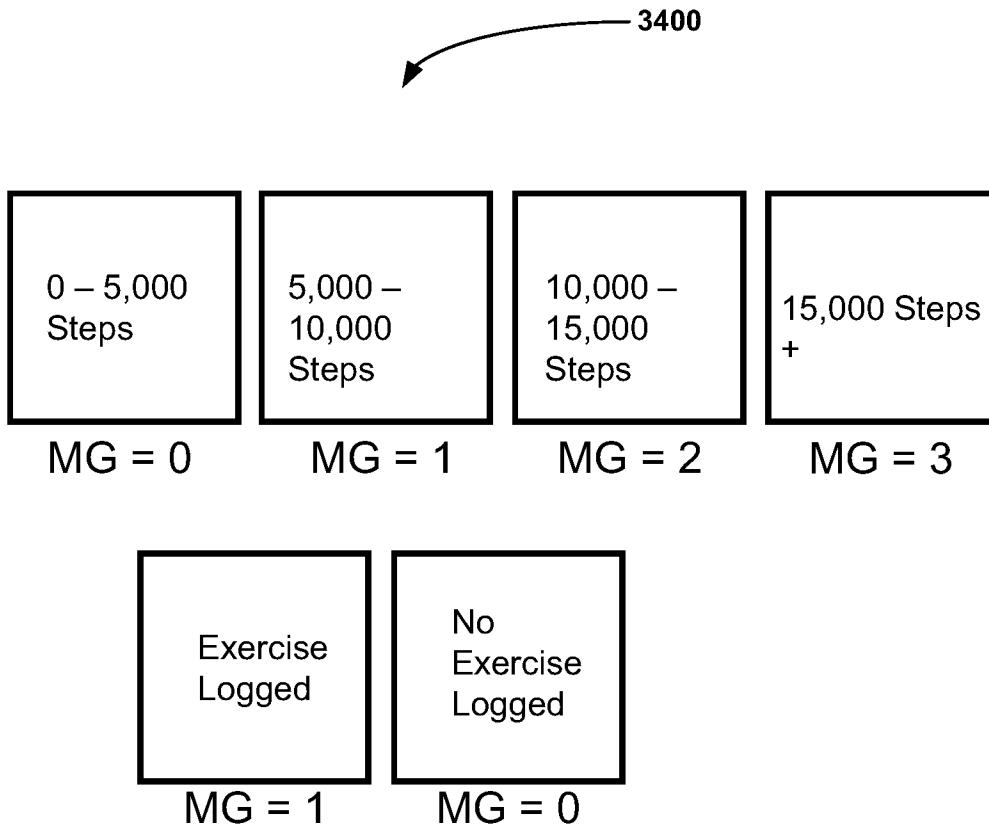 3400
0 – 5,000
Steps
5,000 –
10,000
Steps
10,000 –
15,000
Steps
15,000 Steps
+
MG = 0
MG = 1
MG = 2
MG = 3
Exercise
Logged
No
Exercise
Logged
MG = 1
MG = 0